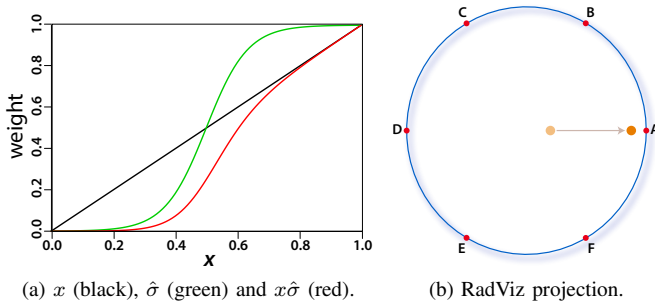 weight
0.0 0.2 0.4 0.6 0.8 1.0
0.0 0.2 0.4 0.6 0.8 1.0
x
(a) x (black), σ̂ (green) and xσ̂ (red).
C B
D A
E F
(b) RadViz projection.